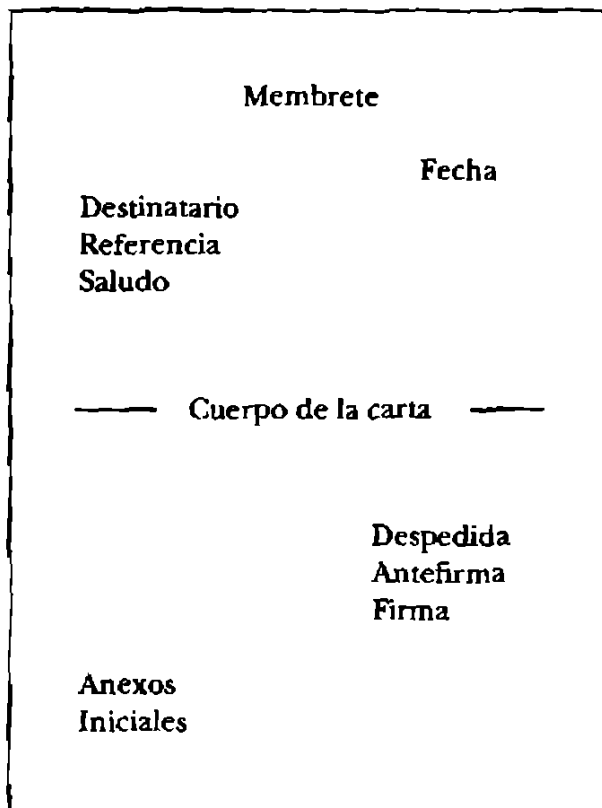 Membrete
Fecha
Destinatario
Referencia
Saludo
Cuerpo de la carta
Despedida
Antefirma
Firma
Anexos
Iniciales